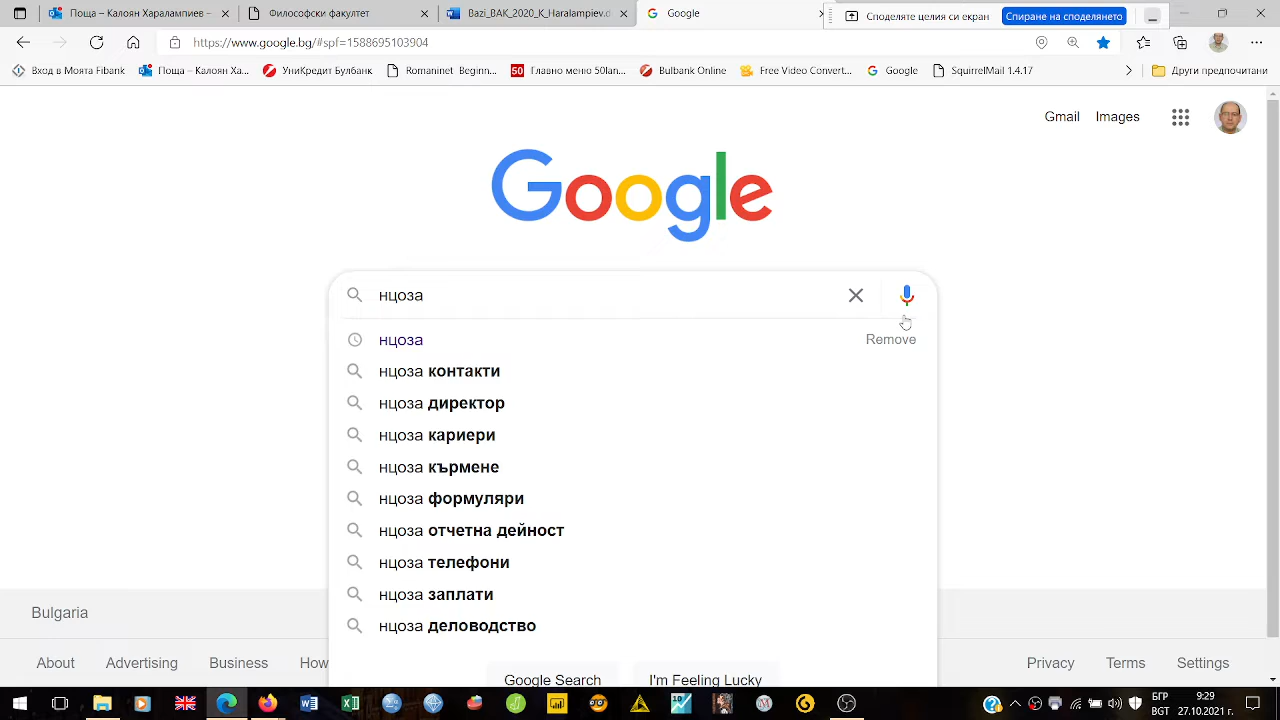 Поща – Калоян Харалампиев –
Философски факултет
Ba3_BAK_2020_K_Haralampiev.d
Google
Споделяте целия си екран
Спиране на споделянето
https://www.google.bg/#spf=1588695103904
Вход в Моята Fibank
Поща – Калоян Ха...
УниКредит Булбанк
Romaninet Beginn...
50 Главно меню 50lan...
Bulbank Online
Free Video Convert...
Google
SquirrelMail 1.4.17
Други предпочитани
Gmail Images
Google
нцоза
нцоза Remove
нцоза контакти
нцоза директор
нцоза кариери
нцоза кърмене
нцоза формуляри
нцоза отчетна дейност
нцоза телефони
нцоза заплати
нцоза деловодство
Google Search I'm Feeling Lucky
Bulgaria
About Advertising Business How
Privacy Terms Settings
БГР 9:29
BGT 27.10.2021 г.